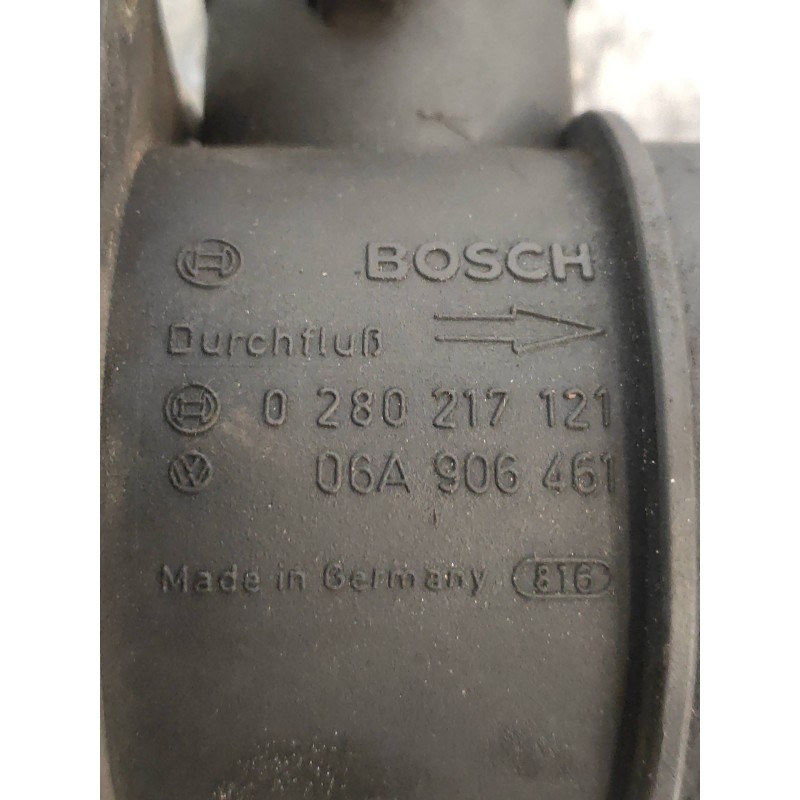 BOSCH
Durchfluß
0 280 217 121
06A 906 461
Made in Germany 816